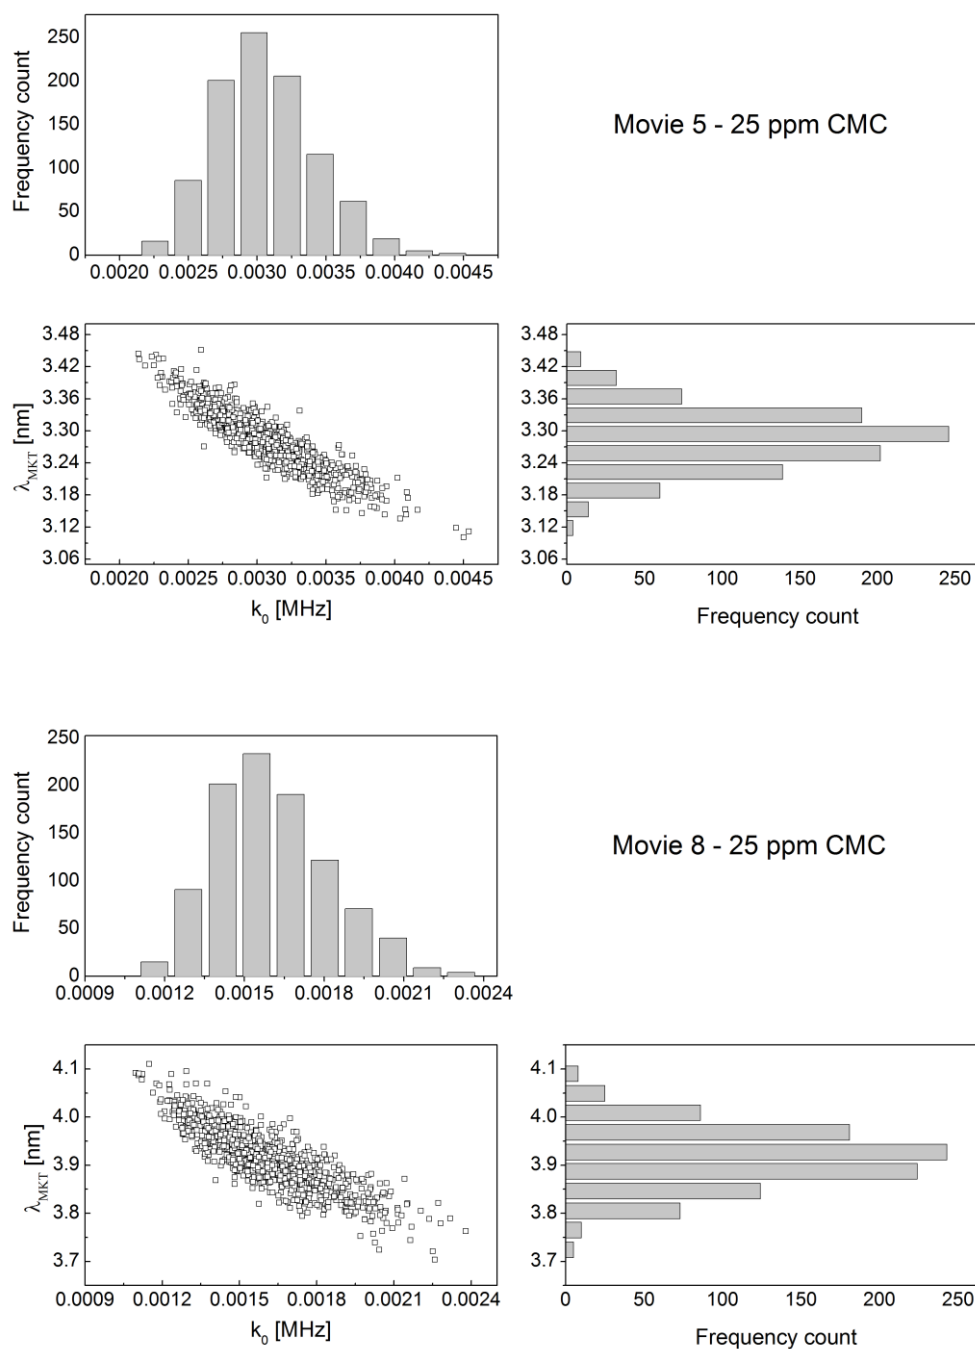 Frequency count
250
200
150
100
50
0
0.0020 0.0025 0.0030 0.0035 0.0040 0.0045
Movie 5 - 25 ppm CMC
λMKT [nm]
3.48
3.42
3.36
3.30
3.24
3.18
3.12
3.06
0.0020 0.0025 0.0030 0.0035 0.0040 0.0045
k0 [MHz]
3.48
3.42
3.36
3.30
3.24
3.18
3.12
3.06
0 50 100 150 200 250
Frequency count
Frequency count
250
200
150
100
50
0
0.0009 0.0012 0.0015 0.0018 0.0021 0.0024
Movie 8 - 25 ppm CMC
λMKT [nm]
4.1
4.0
3.9
3.8
3.7
0.0009 0.0012 0.0015 0.0018 0.0021 0.0024
k0 [MHz]
4.1
4.0
3.9
3.8
3.7
0 50 100 150 200 250
Frequency count